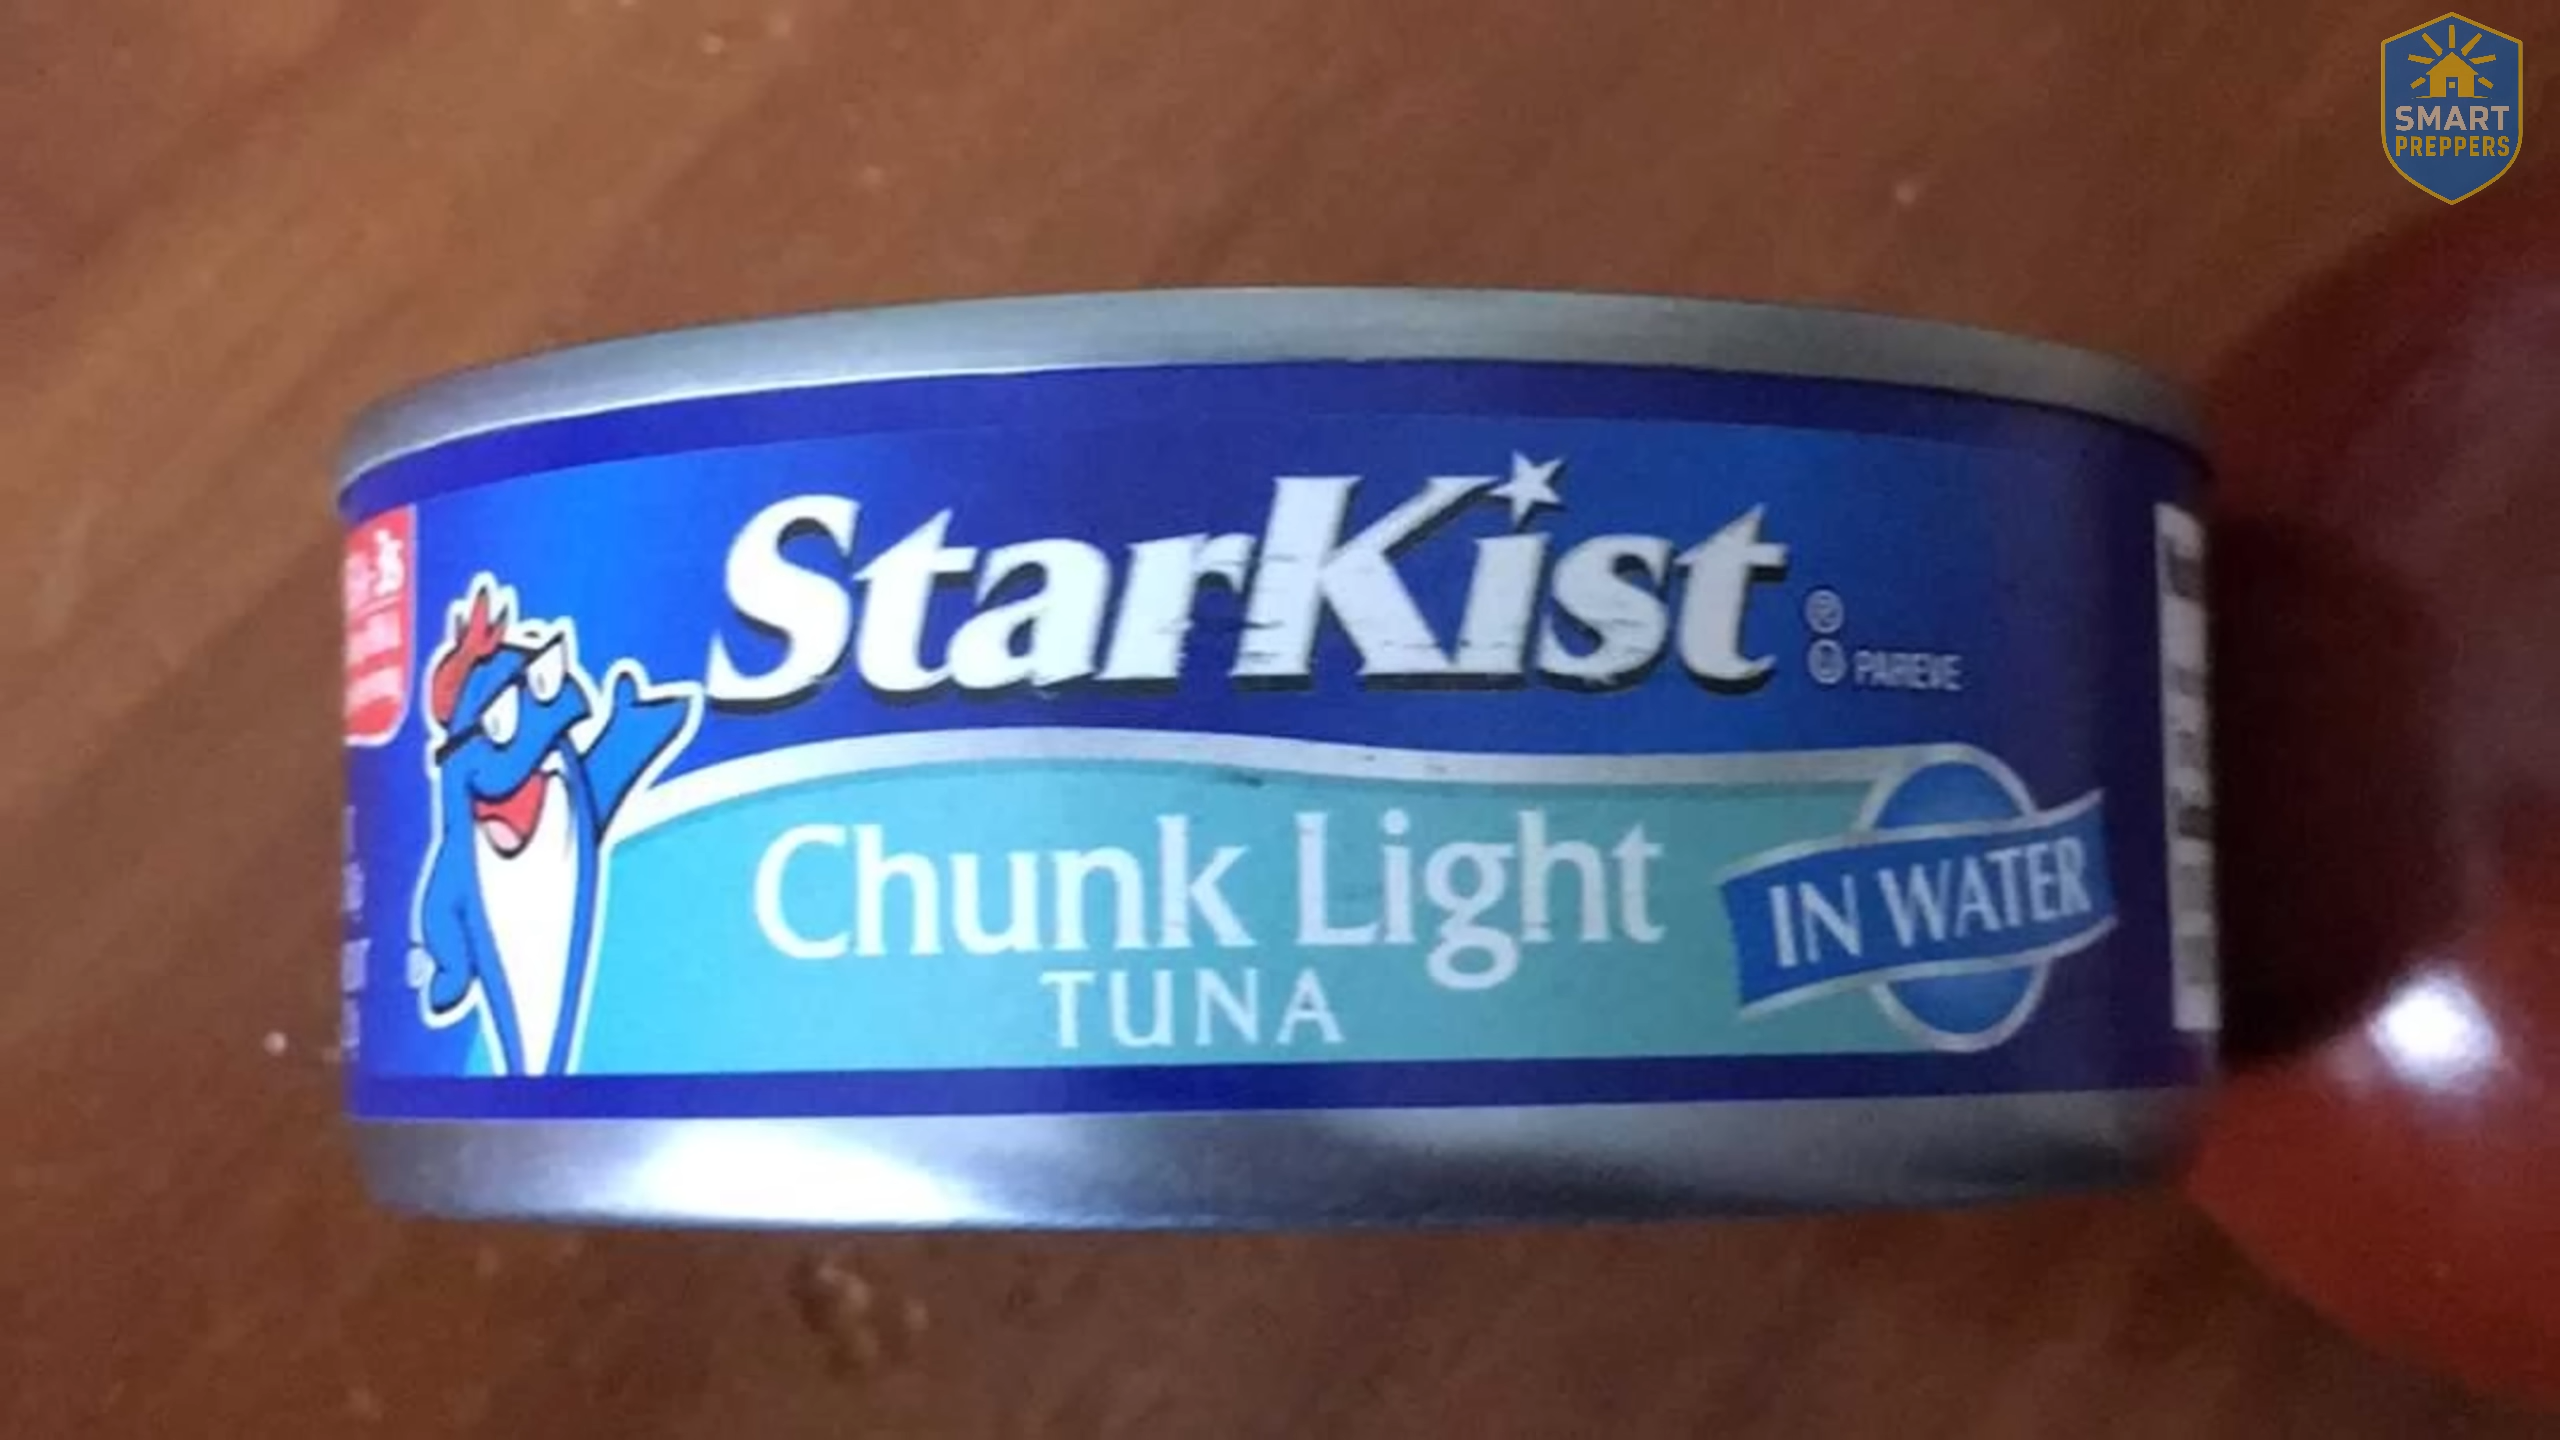 SMART
PREPPERS
StarKist
®
Ⓤ PAREVE
Chunk Light
TUNA
IN WATER